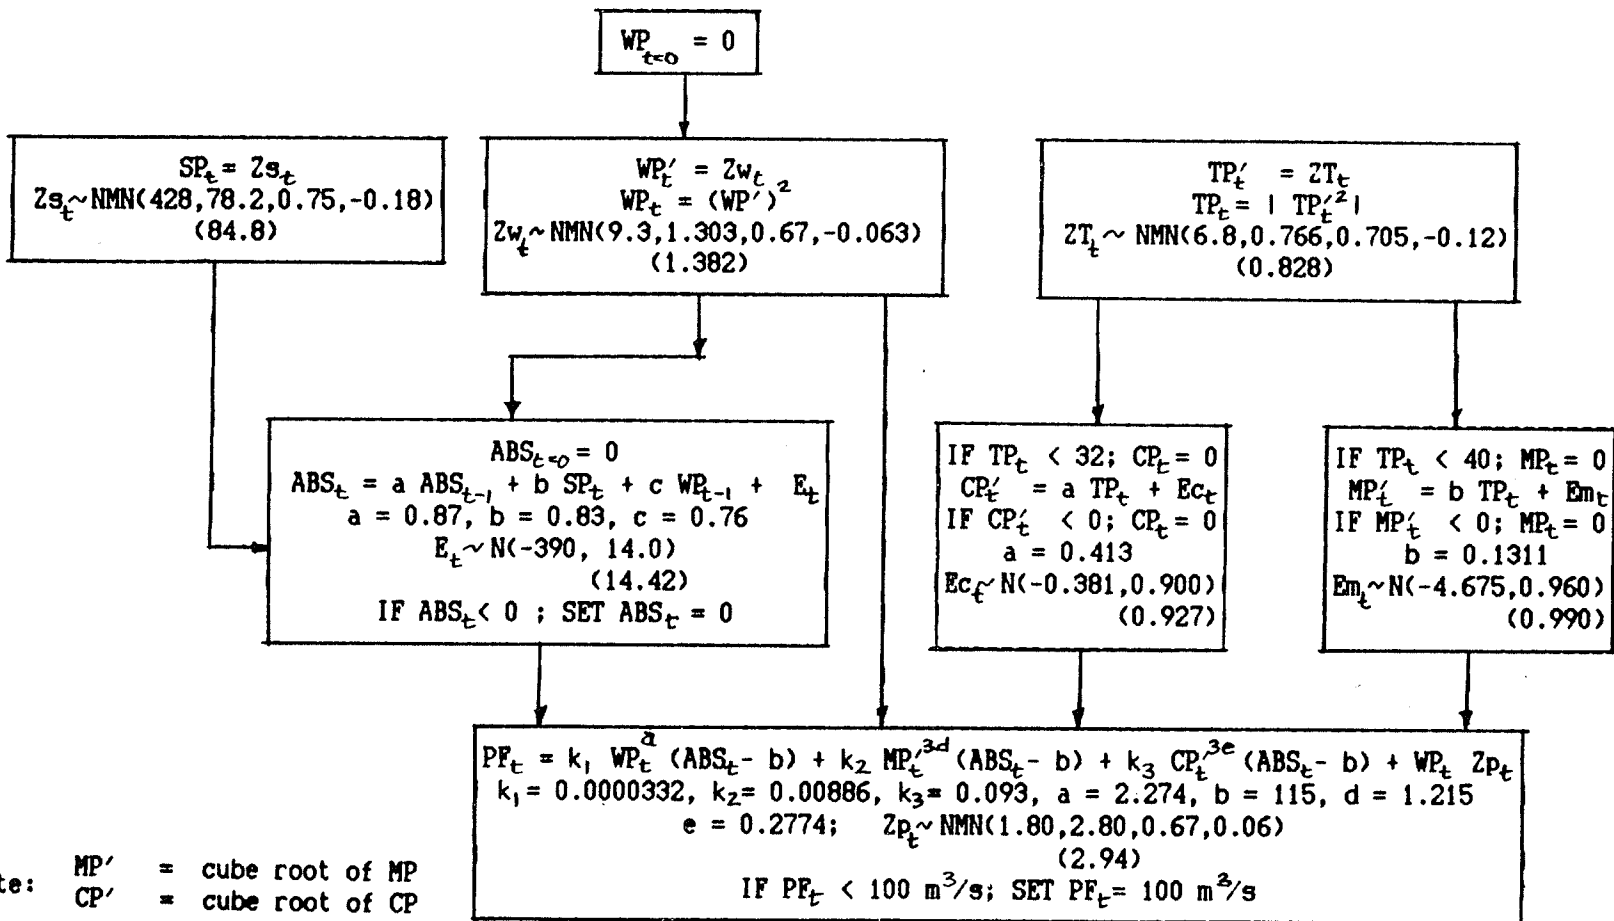 WP_{t=0} = 0
SP_t = Zs_t
Zs_t ~ NMN(428,78.2,0.75,-0.18)
(84.8)
WP'_t = Zw_t
WP_t = (WP')^2
Zw_t ~ NMN(9.3,1.303,0.67,-0.063)
(1.382)
TP'_t = ZT_t
TP_t = | TP'_t^2 |
ZT_t ~ NMN(6.8,0.766,0.705,-0.12)
(0.828)
ABS_{t=0} = 0
ABS_t = a ABS_{t-1} + b SP_t + c WP_{t-1} + E_t
a = 0.87, b = 0.83, c = 0.76
E_t ~ N(-390, 14.0)
(14.42)
IF ABS_t < 0 ; SET ABS_t = 0
IF TP_t < 32; CP_t = 0
CP'_t = a TP_t + Ec_t
IF CP'_t < 0; CP_t = 0
a = 0.413
Ec_t ~ N(-0.381,0.900)
(0.927)
IF TP_t < 40; MP_t = 0
MP'_t = b TP_t + Em_t
IF MP'_t < 0; MP_t = 0
b = 0.1311
Em_t ~ N(-4.675,0.960)
(0.990)
PF_t = k_1 WP_t^a (ABS_t - b) + k_2 MP'_t^{3d} (ABS_t - b) + k_3 CP'_t^{3e} (ABS_t - b) + WP_t Zp_t
k_1 = 0.0000332, k_2 = 0.00886, k_3 = 0.093, a = 2.274, b = 115, d = 1.215
e = 0.2774; Zp_t ~ NMN(1.80,2.80,0.67,0.06)
(2.94)
IF PF_t < 100 m^3/s; SET PF_t = 100 m^3/s
te: MP' = cube root of MP
CP' = cube root of CP